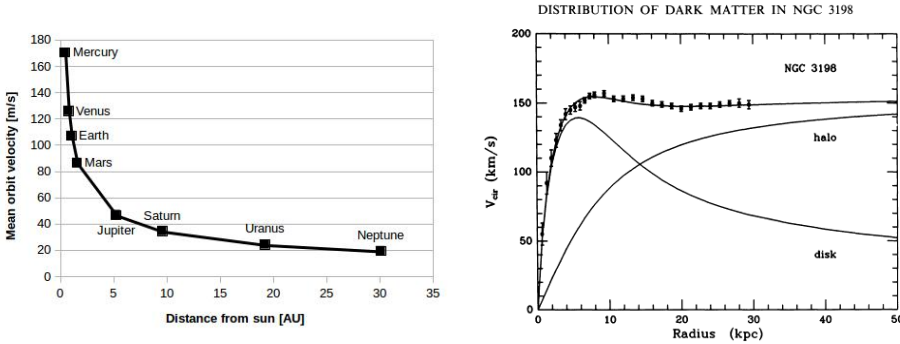 DISTRIBUTION OF DARK MATTER IN NGC 3198
Mean orbit velocity [m/s]
180
160
140
120
100
80
60
40
20
0
Mercury
Venus
Earth
Mars
Jupiter
Saturn
Uranus
Neptune
0 5 10 15 20 25 30 35
Distance from sun [AU]
V cir (km/s)
200
150
100
50
0
NGC 3198
halo
disk
0 10 20 30 40 50
Radius (kpc)